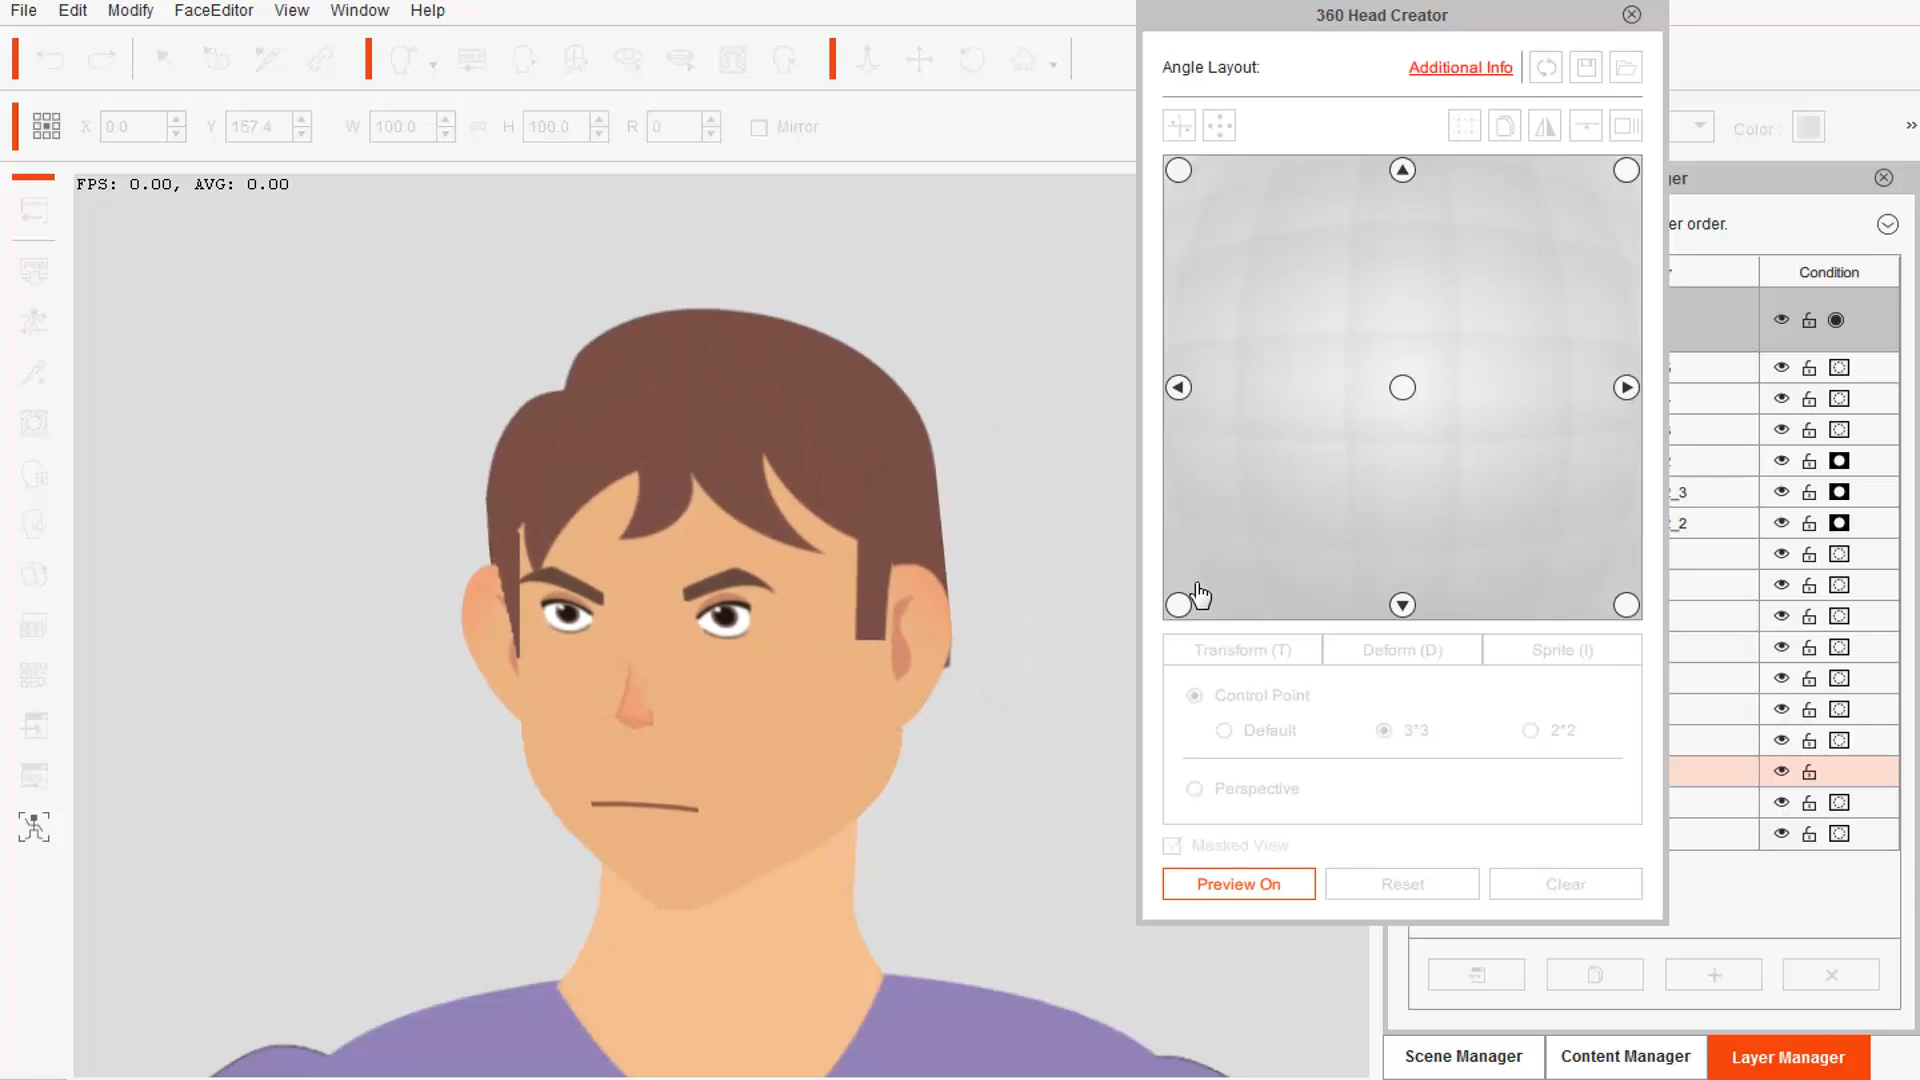 File Edit Modify FaceEditor View Window Help
360 Head Creator
Angle Layout: Additional Info
X 0.0 Y 157.4 W 100.0 H 100.0 R 0 Mirror
Color :
FPS: 0.00, AVG: 0.00
er order.
Condition
_3
_2
Transform (T) Deform (D) Sprite (I)
Control Point
Default 3*3 2*2
Perspective
Masked View
Preview On Reset Clear
Scene Manager Content Manager Layer Manager